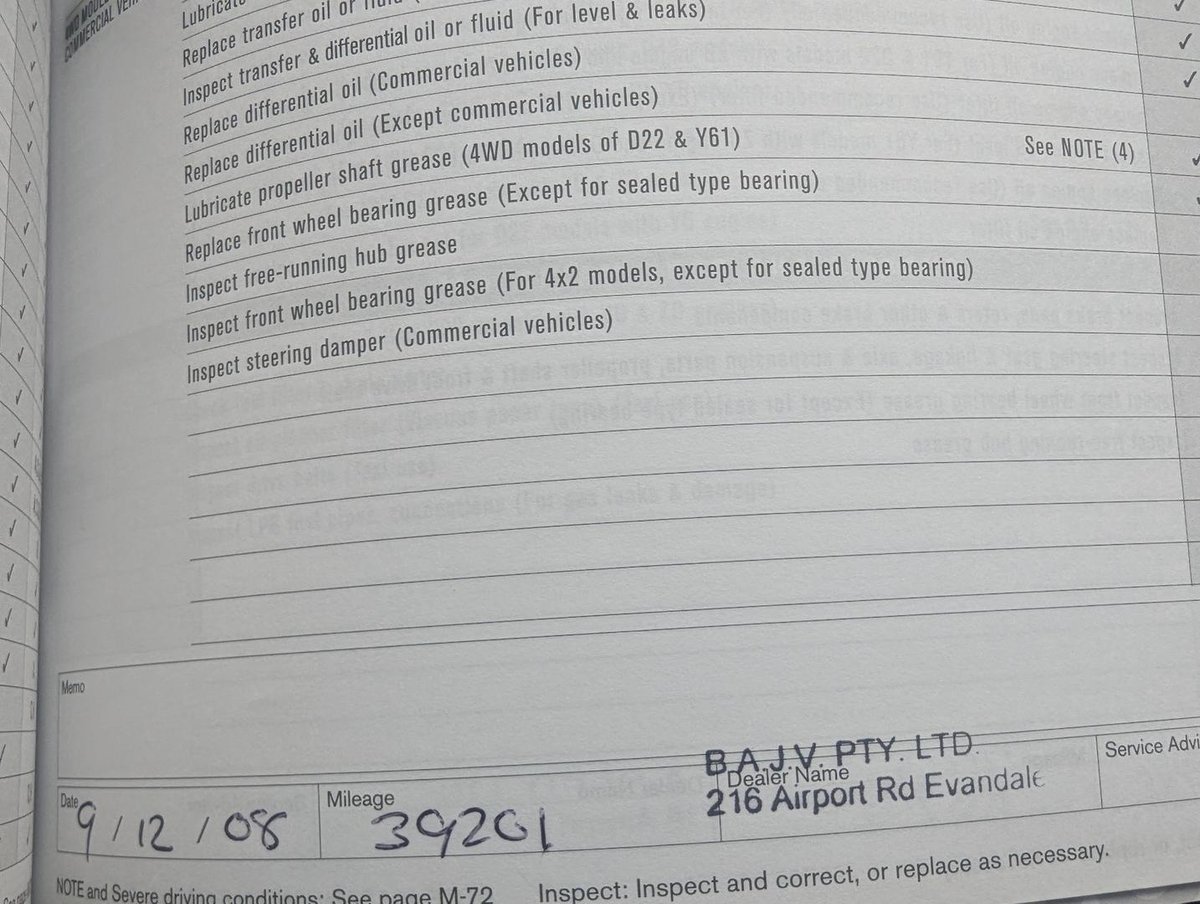 COMMERCIAL VEHI
Lubricate
Replace transfer oil or fluid (
Inspect transfer & differential oil or fluid (For level & leaks)
Replace differential oil (Commercial vehicles)
Replace differential oil (Except commercial vehicles)
Lubricate propeller shaft grease (4WD models of D22 & Y61) See NOTE (4)
Replace front wheel bearing grease (Except for sealed type bearing)
Inspect free-running hub grease
Inspect front wheel bearing grease (For 4x2 models, except for sealed type bearing)
Inspect steering damper (Commercial vehicles)
Memo
B.A.J.V. PTY. LTD.
Date Mileage Dealer Name Service Advi
9/12/08 39201 216 Airport Rd Evandale
NOTE and Severe driving conditions: See page M-72 Inspect: Inspect and correct, or replace as necessary.